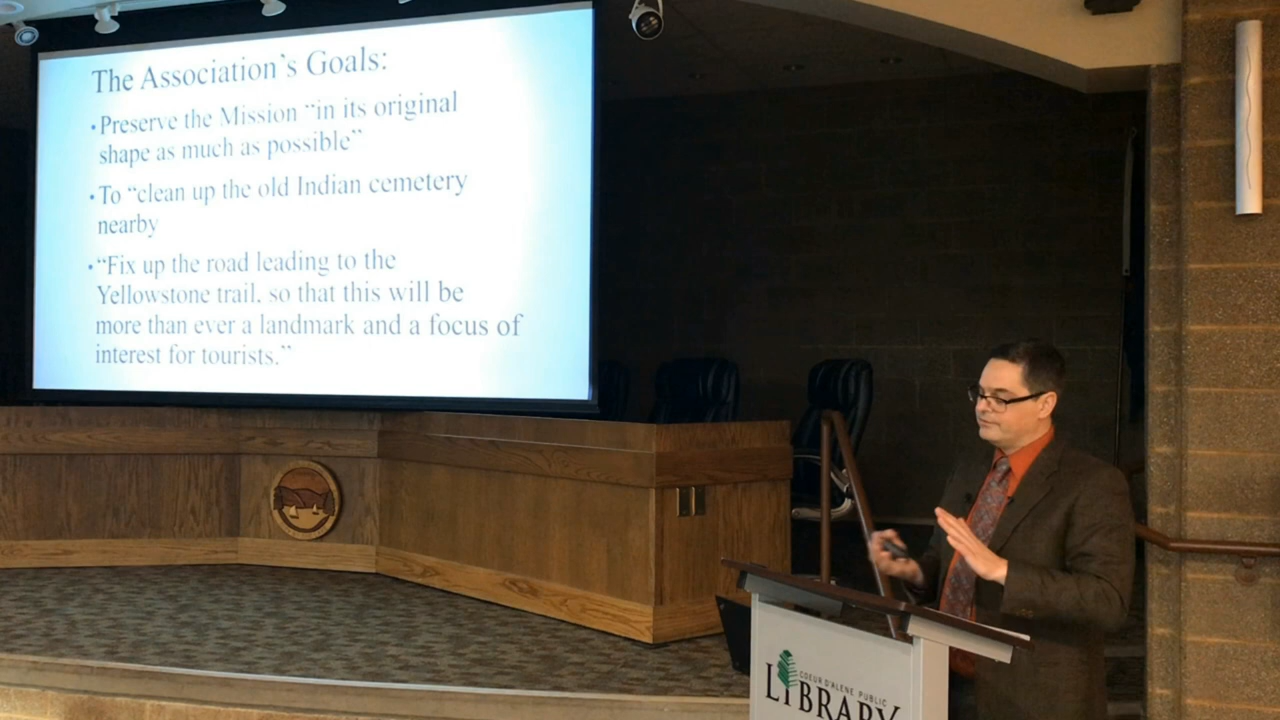 The Association's Goals:
•Preserve the Mission “in its original
shape as much as possible”
•To “clean up the old Indian cemetery
nearby
•“Fix up the road leading to the
Yellowstone trail, so that this will be
more than ever a landmark and a focus of
interest for tourists.”
COEUR D'ALENE PUBLIC
LIBRARY